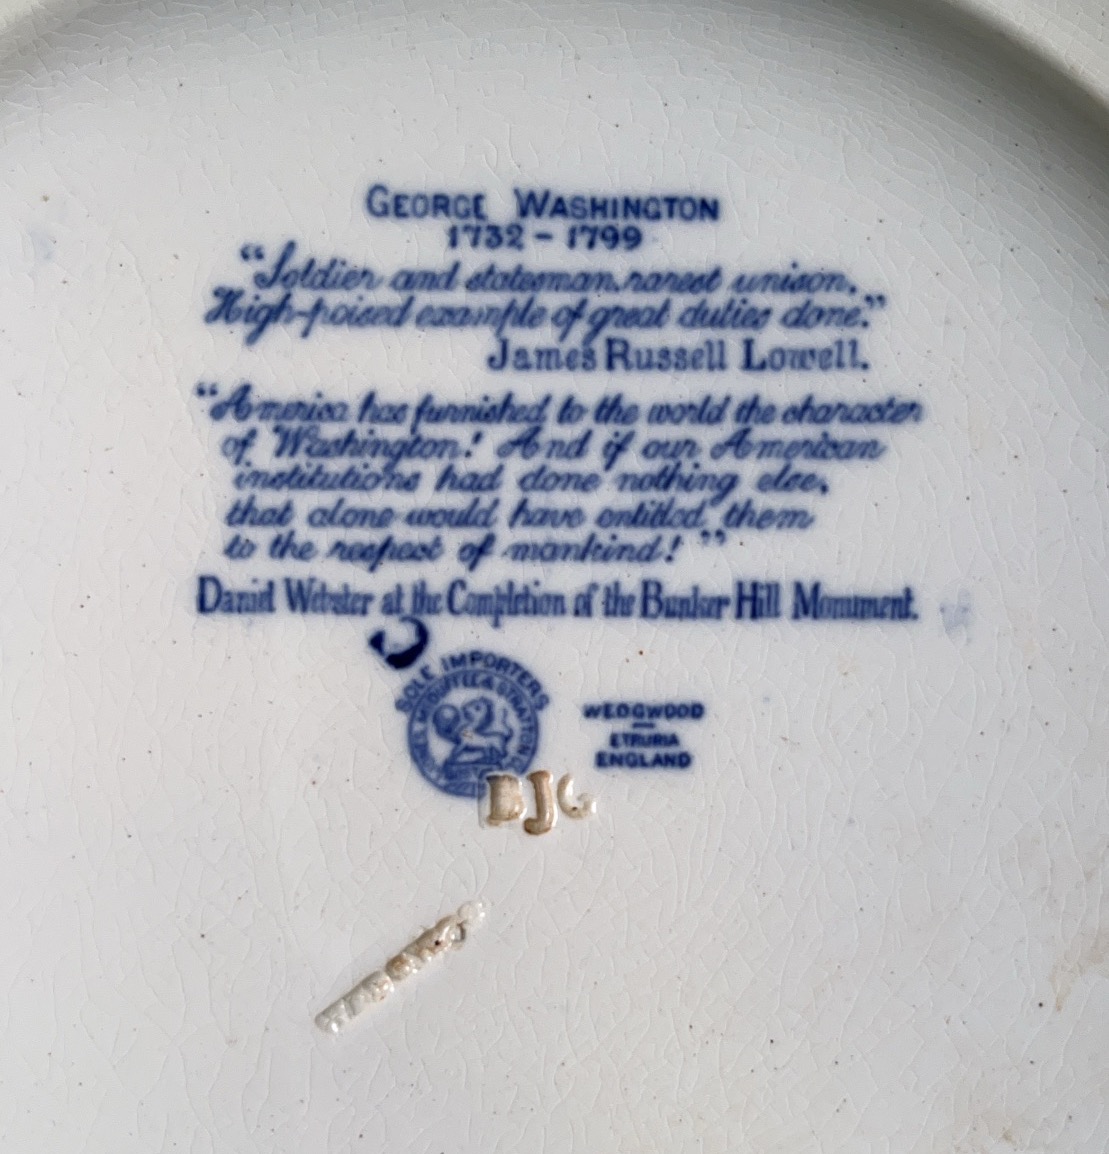 GEORGE WASHINGTON
1732 – 1799
“Soldier and statesman, rarest unison,
High-poised example of great duties done.”
James Russell Lowell.
“America has furnished to the world the character
of Washington! And if our American
institutions had done nothing else,
that alone would have entitled them
to the respect of mankind!”
Daniel Webster at the Completion of the Bunker Hill Monument.
SOLE IMPORTERS
JONES, McDUFFEE & STRATTON
WEDGWOOD
ETRURIA
ENGLAND
BJG